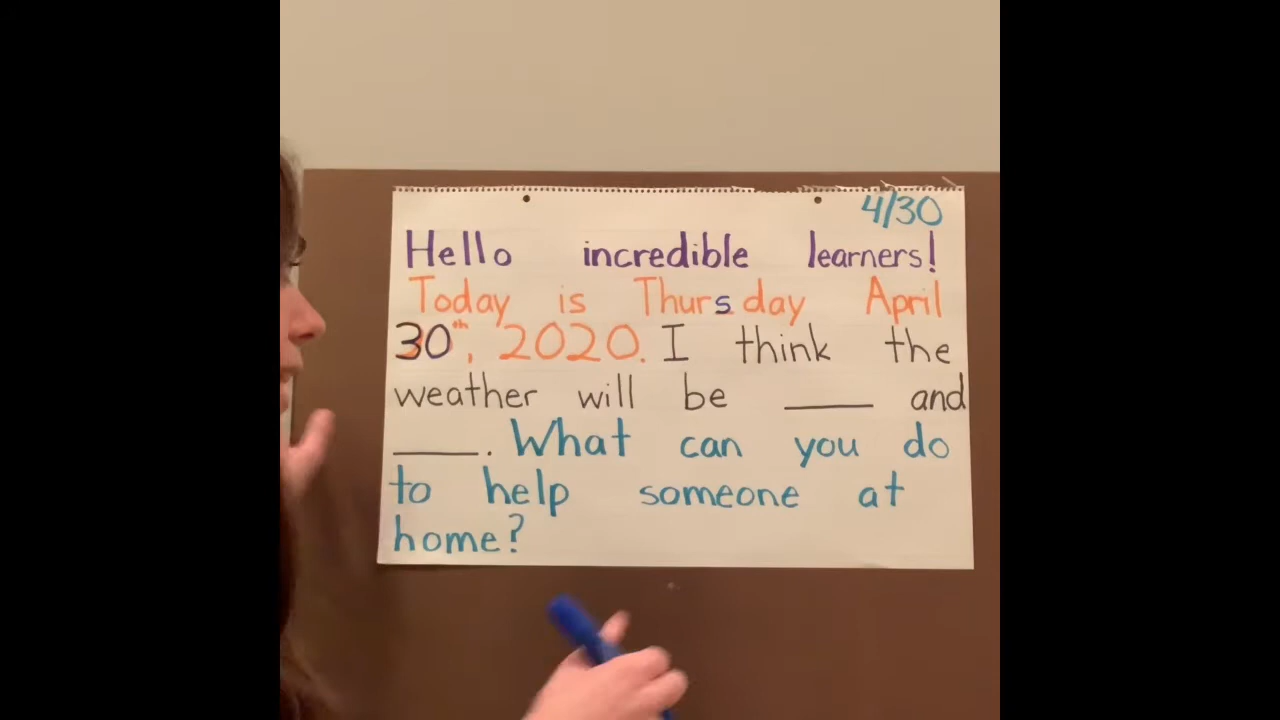 4/30
Hello incredible learners!
Today is Thursday April
30th, 2020. I think the
weather will be ____ and
____. What can you do
to help someone at
home?